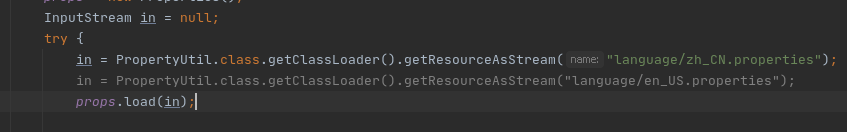 InputStream in = null;
try {
in = PropertyUtil.class.getClassLoader().getResourceAsStream( name: "language/zh_CN.properties");
in = PropertyUtil.class.getClassLoader().getResourceAsStream("language/en_US.properties");
props.load(in);